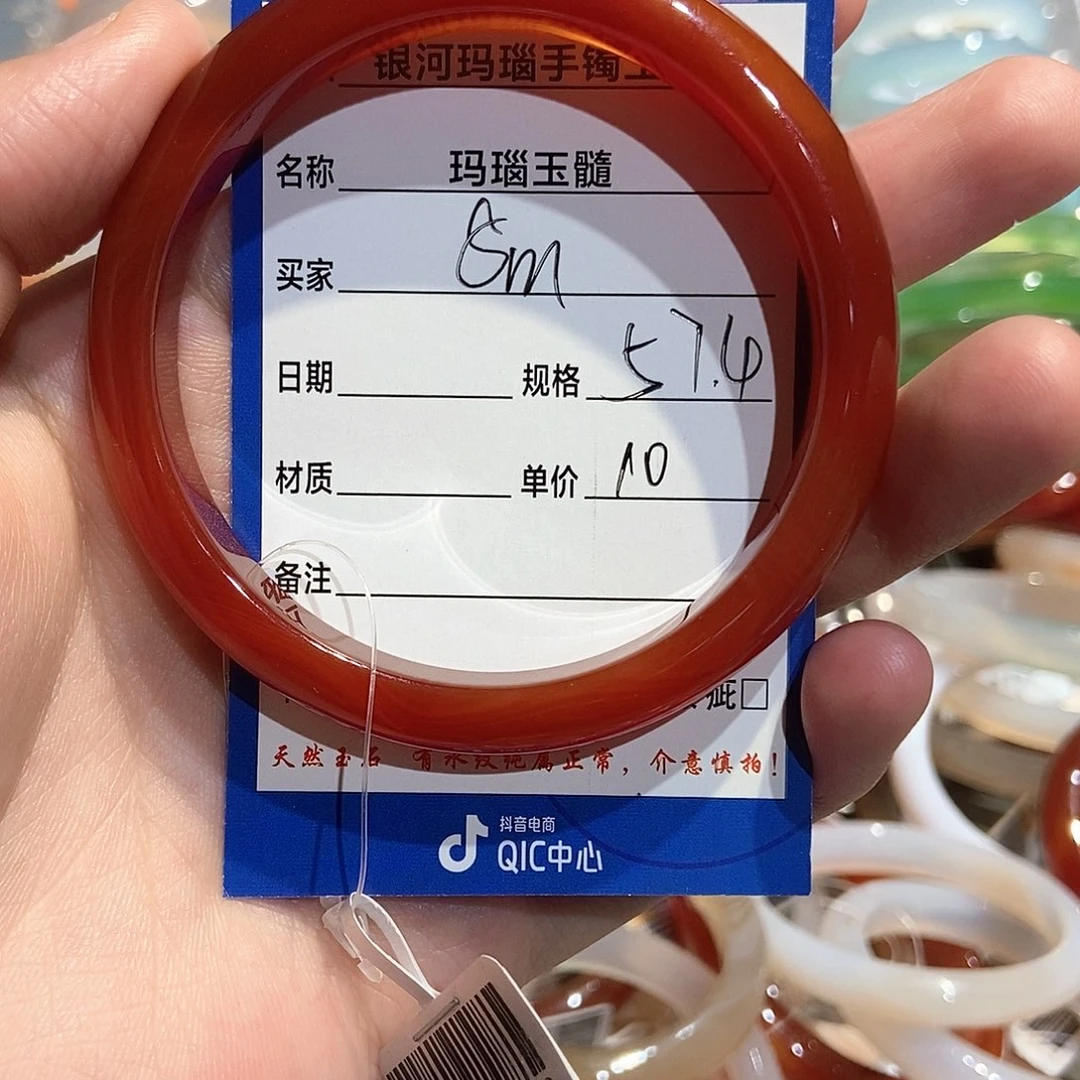 银河玛瑙手镯
名称 玛瑙玉髓
买家 Gm
日期 规格 57.4
材质 单价 10
备注
疵□
天然玉石 有水纹纯属正常，介意慎拍！
抖音电商
QIC中心